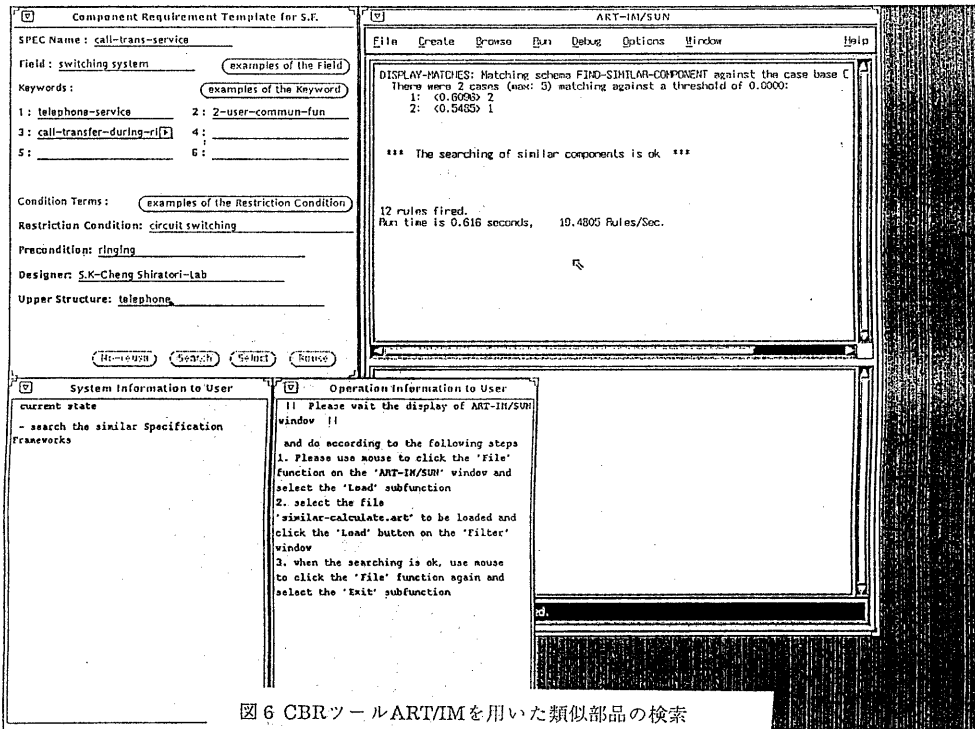 Component Requirement Template for S.F.
SPEC Name : call-trans-service
Field : switching system (examples of the Field)
Keywords : (examples of the Keyword)
1 : telephone-service 2 : 2-user-commun-fun
3 : call-transfer-during-ri 4 :
5 : 6 :
Condition Terms : (examples of the Restriction Condition)
Restriction Condition: circuit switching
Precondition: ringing
Designer: S.K-Cheng Shiratori-Lab
Upper Structure: telephone
(Search) (Select)
ART-IM/SUN
File Create Browse Run Debug Options Window Help
DISPLAY-MATCHES: Matching schema FIND-SIMILAR-COMPONENT against the case base C
There were 2 cases (max: 5) matching against a threshold of 0.0000:
1: <0.6096> 2
2: <0.5485> 1
*** The searching of similar components is ok ***
12 rules fired.
Run time is 0.616 seconds, 19.4805 Rules/Sec.
System Information to User
current state
- search the similar Specification
Frameworks
Operation Information to User
!! Please wait the display of ART-IM/SUN
window !!
and do according to the following steps
1. Please use mouse to click the 'File'
function on the 'ART-IM/SUN' window and
select the 'Load' subfunction
2. select the file
'similar-calculate.art' to be loaded and
click the 'Load' button on the 'Filter'
window
3. when the searching is ok, use mouse
to click the 'File' function again and
select the 'Exit' subfunction
ed.
図6 CBRツールART/IMを用いた類似部品の検索